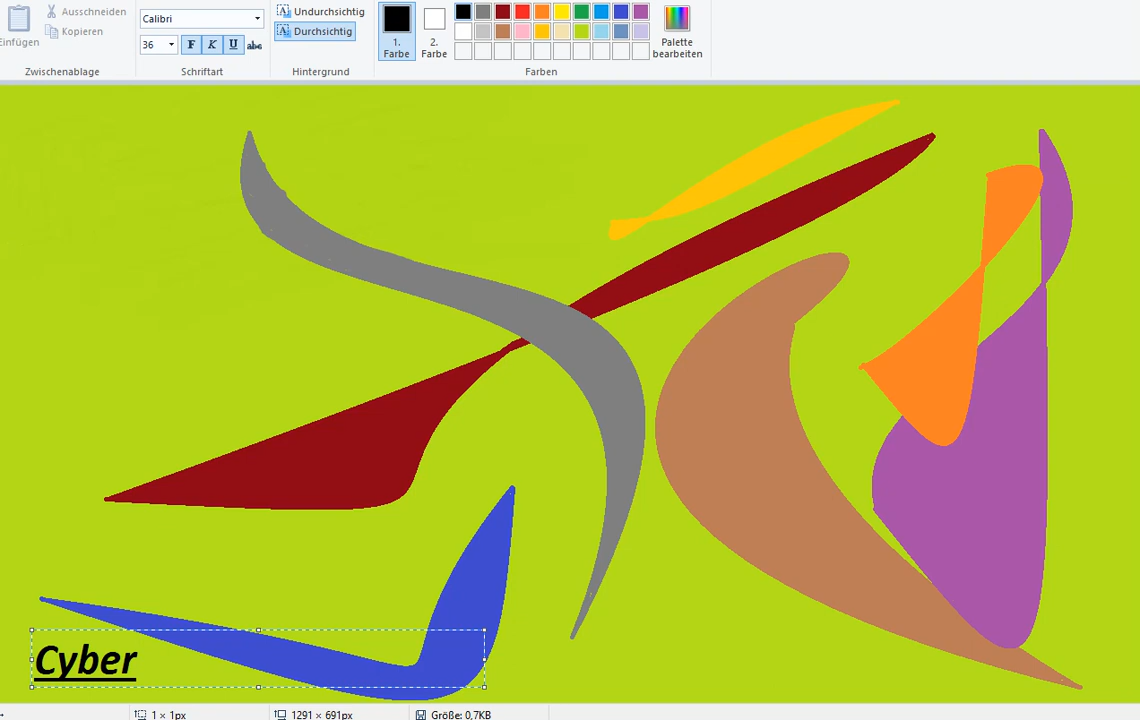 Ausschneiden
Einfügen
Kopieren
Zwischenablage
Calibri
36
F K U abc
Schriftart
Undurchsichtig
Durchsichtig
Hintergrund
1. Farbe
2. Farbe
Farben
Palette bearbeiten
Cyber
1 × 1px
1291 × 691px
Größe: 0,7KB